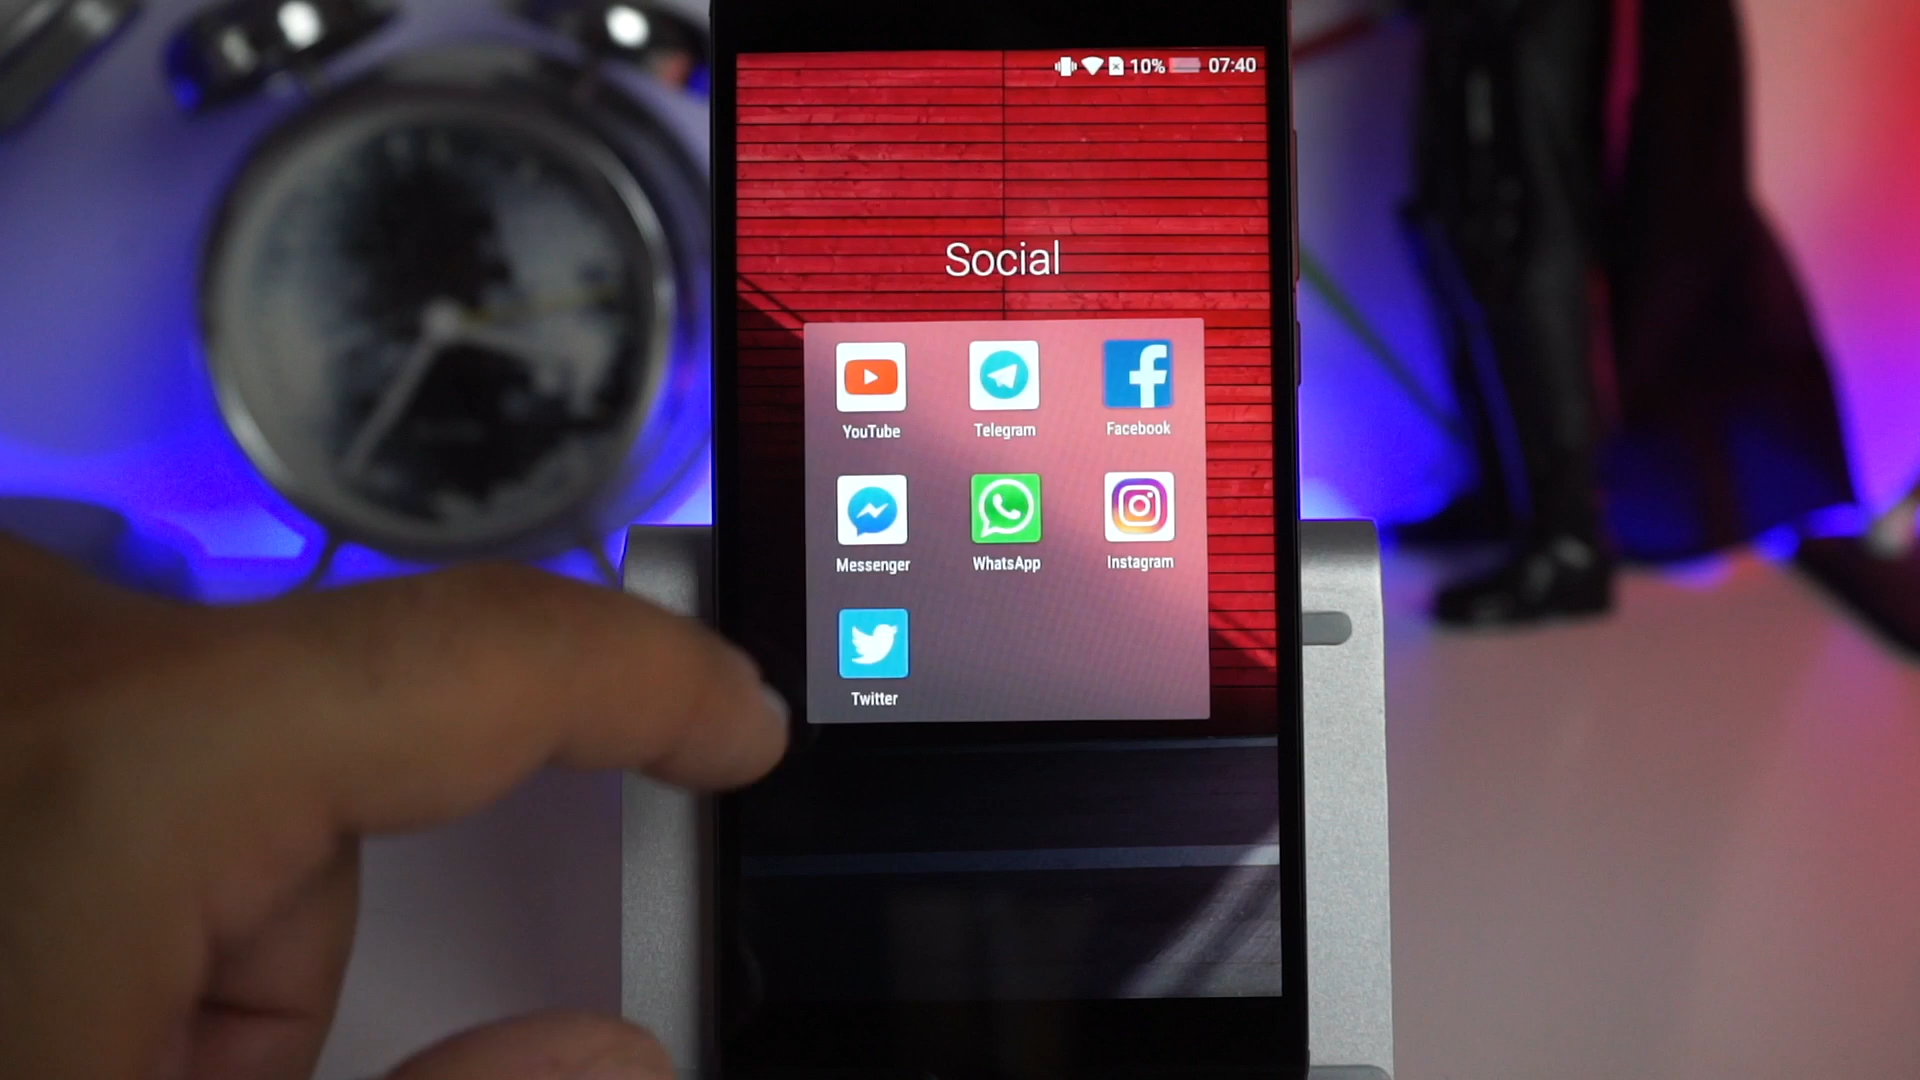 10% 07:40
Social
YouTube Telegram Facebook
Messenger WhatsApp Instagram
Twitter